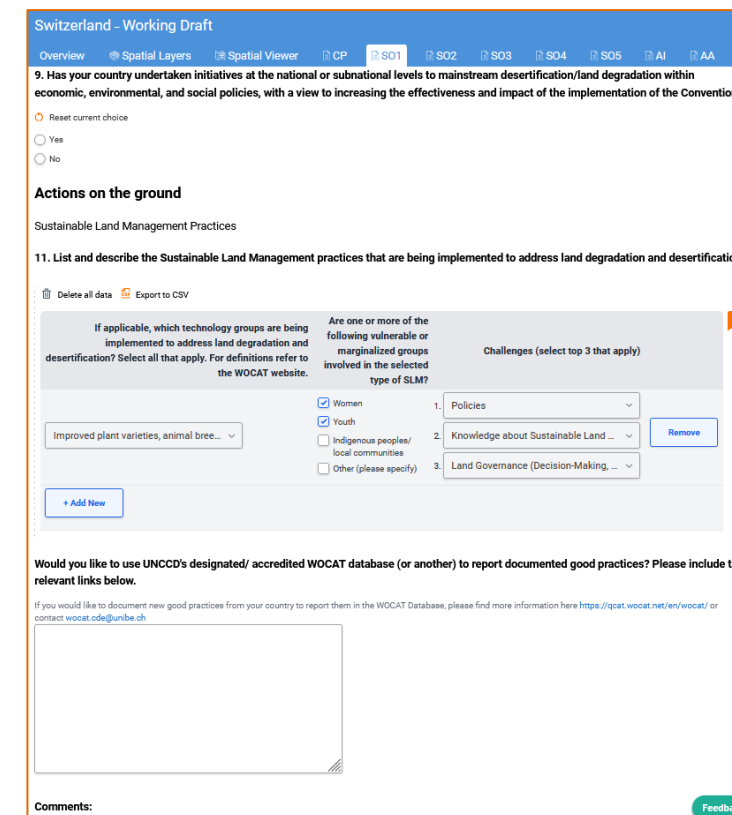 Switzerland - Working Draft
Overview Spatial Layers Spatial Viewer CP SO1 SO2 SO3 SO4 SO5 AI AA
9. Has your country undertaken initiatives at the national or subnational levels to mainstream desertification/land degradation within
economic, environmental, and social policies, with a view to increasing the effectiveness and impact of the implementation of the Conventio
Reset current choice
Yes
No
Actions on the ground
Sustainable Land Management Practices
11. List and describe the Sustainable Land Management practices that are being implemented to address land degradation and desertificatio
Delete all data Export to CSV
If applicable, which technology groups are being
implemented to address land degradation and
desertification? Select all that apply. For definitions refer to
the WOCAT website.
Are one or more of the
following vulnerable or
marginalized groups
involved in the selected
type of SLM?
Challenges (select top 3 that apply)
Improved plant varieties, animal bree...
Women
Youth
Indigenous peoples/
local communities
Other (please specify)
1. Policies
2. Knowledge about Sustainable Land ...
3. Land Governance (Decision-Making, ...
Remove
+ Add New
Would you like to use UNCCD's designated/ accredited WOCAT database (or another) to report documented good practices? Please include t
relevant links below.
If you would like to document new good practices from your country to report them in the WOCAT Database, please find more information here https://qcat.wocat.net/en/wocat/ or
contact wocat.cde@unibe.ch
Comments:
Feedba